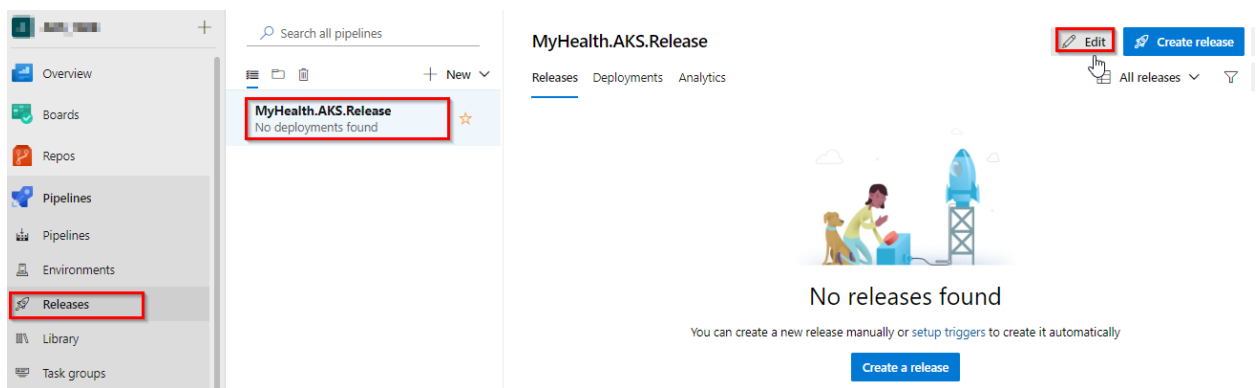 Overview
Boards
Repos
Pipelines
Pipelines
Environments
Releases
Library
Task groups
Search all pipelines
New
MyHealth.AKS.Release
No deployments found
MyHealth.AKS.Release
Edit
Create release
Releases Deployments Analytics
All releases
No releases found
You can create a new release manually or setup triggers to create it automatically
Create a release